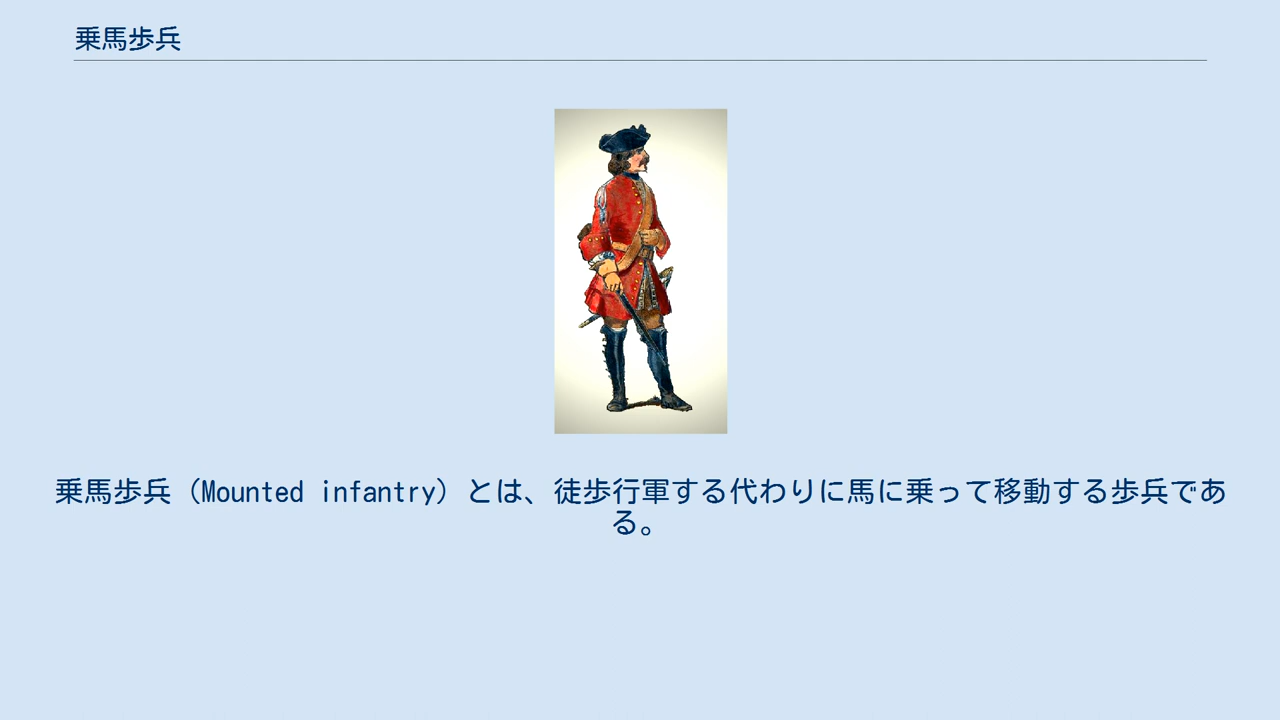 乗馬歩兵
乗馬歩兵（Mounted infantry）とは、徒歩行軍する代わりに馬に乗って移動する歩兵であ
る。